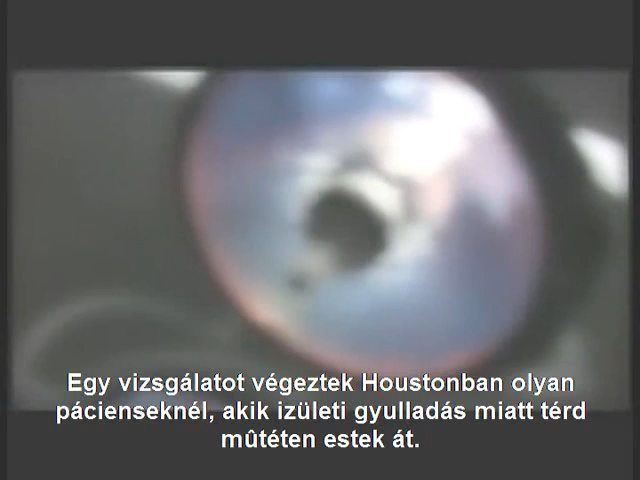 Egy vizsgálatot végeztek Houstonban olyan
pácienseknél, akik izületi gyulladás miatt térd
mûtéten estek át.